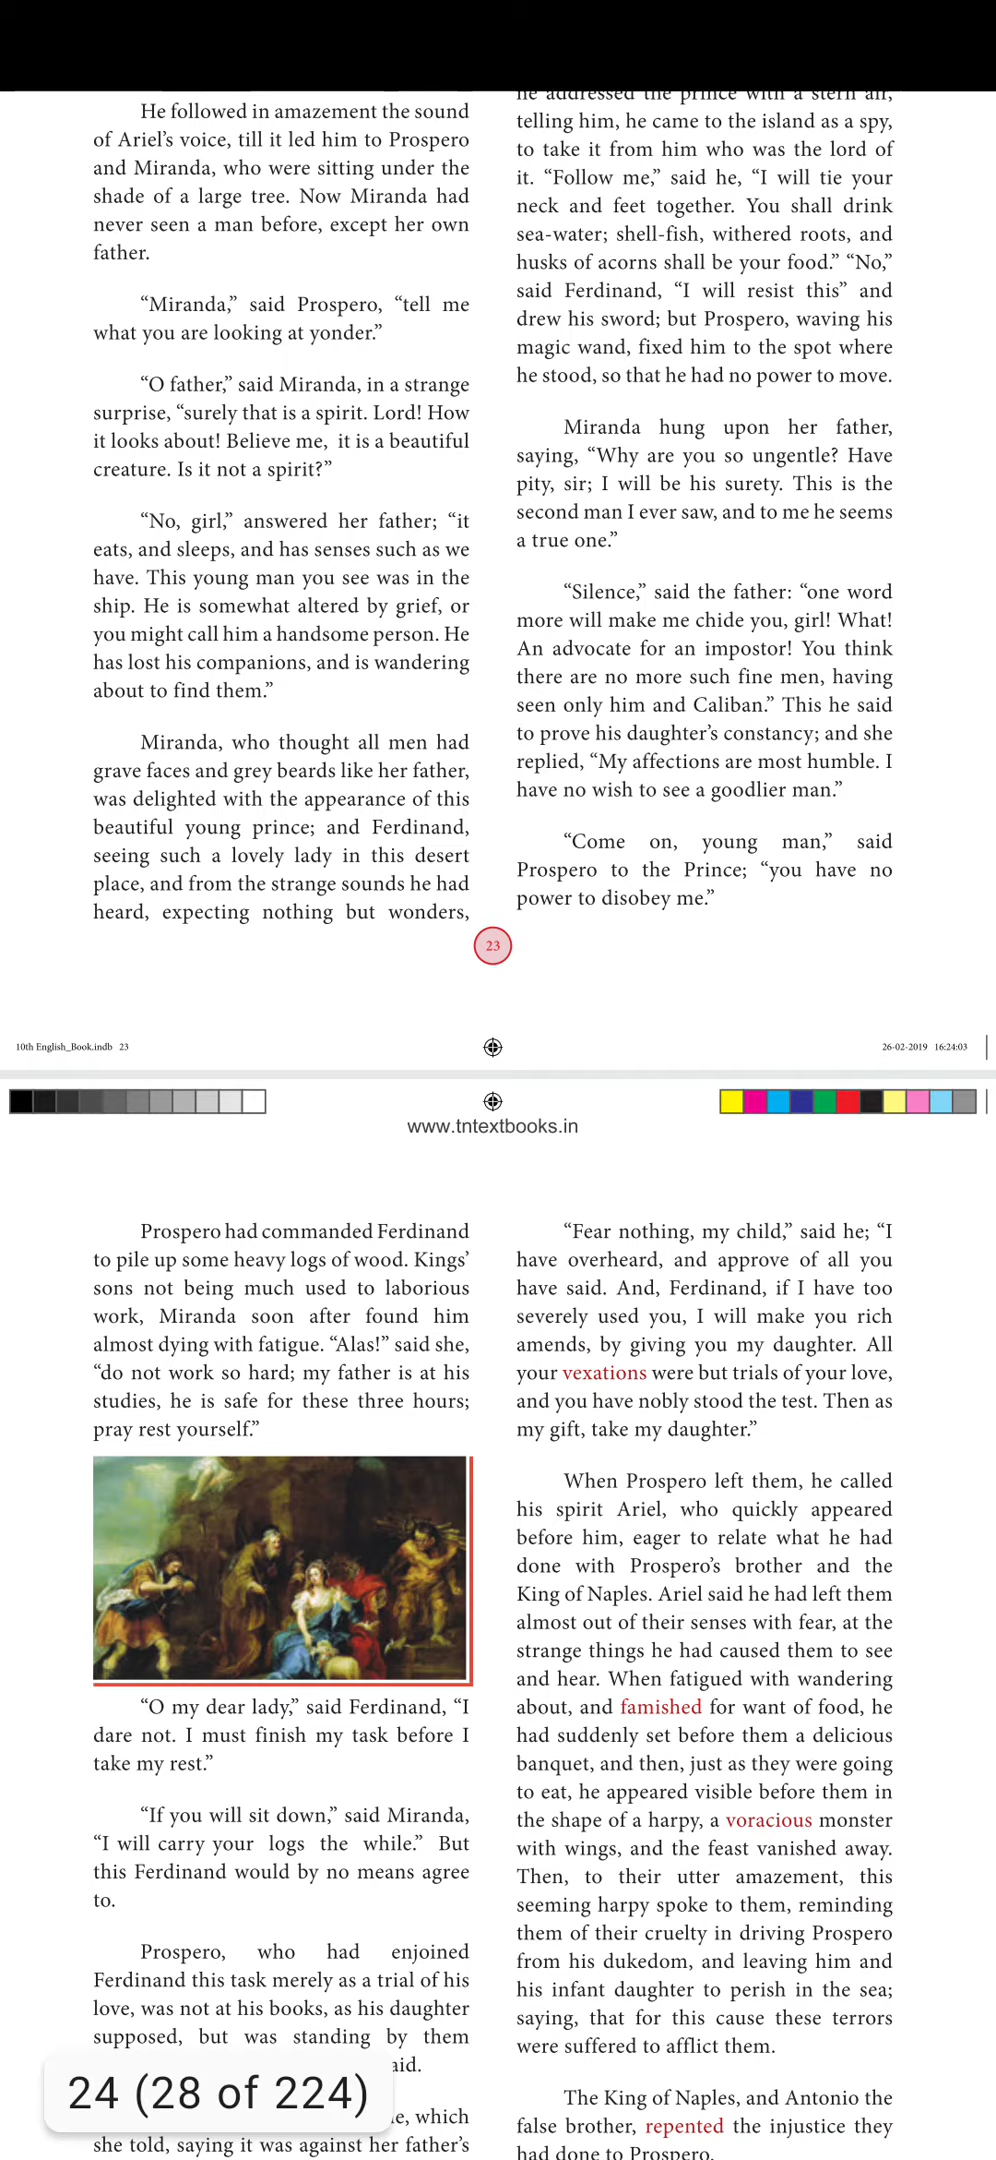 He followed in amazement the sound
of Ariel’s voice, till it led him to Prospero
and Miranda, who were sitting under the
shade of a large tree. Now Miranda had
never seen a man before, except her own
father.
“Miranda,” said Prospero, “tell me
what you are looking at yonder.”
“O father,” said Miranda, in a strange
surprise, “surely that is a spirit. Lord! How
it looks about! Believe me, it is a beautiful
creature. Is it not a spirit?”
“No, girl,” answered her father; “it
eats, and sleeps, and has senses such as we
have. This young man you see was in the
ship. He is somewhat altered by grief, or
you might call him a handsome person. He
has lost his companions, and is wandering
about to find them.”
Miranda, who thought all men had
grave faces and grey beards like her father,
was delighted with the appearance of this
beautiful young prince; and Ferdinand,
seeing such a lovely lady in this desert
place, and from the strange sounds he had
heard, expecting nothing but wonders,
he addressed the prince with a stern air,
telling him, he came to the island as a spy,
to take it from him who was the lord of
it. “Follow me,” said he, “I will tie your
neck and feet together. You shall drink
sea-water; shell-fish, withered roots, and
husks of acorns shall be your food.” “No,”
said Ferdinand, “I will resist this” and
drew his sword; but Prospero, waving his
magic wand, fixed him to the spot where
he stood, so that he had no power to move.
Miranda hung upon her father,
saying, “Why are you so ungentle? Have
pity, sir; I will be his surety. This is the
second man I ever saw, and to me he seems
a true one.”
“Silence,” said the father: “one word
more will make me chide you, girl! What!
An advocate for an impostor! You think
there are no more such fine men, having
seen only him and Caliban.” This he said
to prove his daughter’s constancy; and she
replied, “My affections are most humble. I
have no wish to see a goodlier man.”
“Come on, young man,” said
Prospero to the Prince; “you have no
power to disobey me.”
23
10th English_Book.indb 23
26-02-2019 16:24:03
www.tntextbooks.in
Prospero had commanded Ferdinand
to pile up some heavy logs of wood. Kings’
sons not being much used to laborious
work, Miranda soon after found him
almost dying with fatigue. “Alas!” said she,
“do not work so hard; my father is at his
studies, he is safe for these three hours;
pray rest yourself.”
“O my dear lady,” said Ferdinand, “I
dare not. I must finish my task before I
take my rest.”
“If you will sit down,” said Miranda,
“I will carry your logs the while.” But
this Ferdinand would by no means agree
to.
Prospero, who had enjoined
Ferdinand this task merely as a trial of his
love, was not at his books, as his daughter
supposed, but was standing by them
aid.
24 (28 of 224)
which
she told, saying it was against her father’s
“Fear nothing, my child,” said he; “I
have overheard, and approve of all you
have said. And, Ferdinand, if I have too
severely used you, I will make you rich
amends, by giving you my daughter. All
your vexations were but trials of your love,
and you have nobly stood the test. Then as
my gift, take my daughter.”
When Prospero left them, he called
his spirit Ariel, who quickly appeared
before him, eager to relate what he had
done with Prospero’s brother and the
King of Naples. Ariel said he had left them
almost out of their senses with fear, at the
strange things he had caused them to see
and hear. When fatigued with wandering
about, and famished for want of food, he
had suddenly set before them a delicious
banquet, and then, just as they were going
to eat, he appeared visible before them in
the shape of a harpy, a voracious monster
with wings, and the feast vanished away.
Then, to their utter amazement, this
seeming harpy spoke to them, reminding
them of their cruelty in driving Prospero
from his dukedom, and leaving him and
his infant daughter to perish in the sea;
saying, that for this cause these terrors
were suffered to afflict them.
The King of Naples, and Antonio the
false brother, repented the injustice they
had done to Prospero.